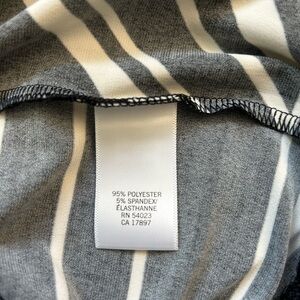 95% POLYESTER
5% SPANDEX/
ÉLASTHANNE
RN 54023
CA 17897